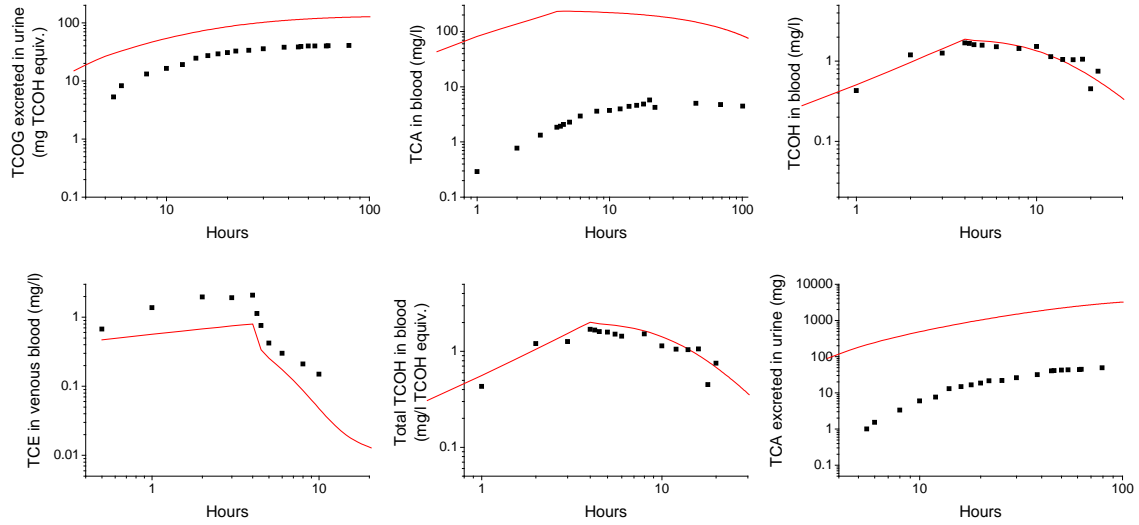 TCOG excreted in urine
(mg TCOH equiv.)
100
10
1
0.1
10
100
Hours
TCA in blood (mg/l)
100
10
1
0.1
1
10
100
Hours
TCOH in blood (mg/l)
1
0.1
1
10
Hours
TCE in venous blood (mg/l)
1
0.1
0.01
1
10
Hours
Total TCOH in blood
(mg/l TCOH equiv.)
1
0.1
1
10
Hours
TCA excreted in urine (mg)
10000
1000
100
10
1
0.1
10
100
Hours